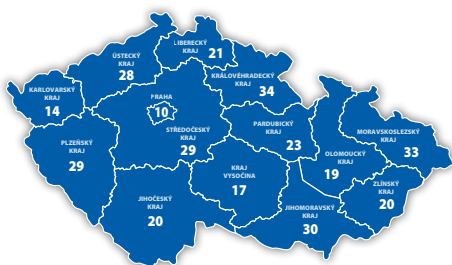 LIBERECKÝ
KRAJ 21
ÚSTECKÝ
KRAJ
28
KRÁLOVÉHRADECKÝ
KRAJ
34
KARLOVARSKÝ
KRAJ
14
PRAHA
10
STŘEDOČESKÝ
KRAJ
29
PARDUBICKÝ
KRAJ
23
MORAVSKOSLEZSKÝ
KRAJ
33
PLZEŇSKÝ
KRAJ
29
OLOMOUCKÝ
KRAJ
19
KRAJ
VYSOČINA
17
ZLÍNSKÝ
KRAJ
20
JIHOČESKÝ
KRAJ
20
JIHOMORAVSKÝ
KRAJ
30